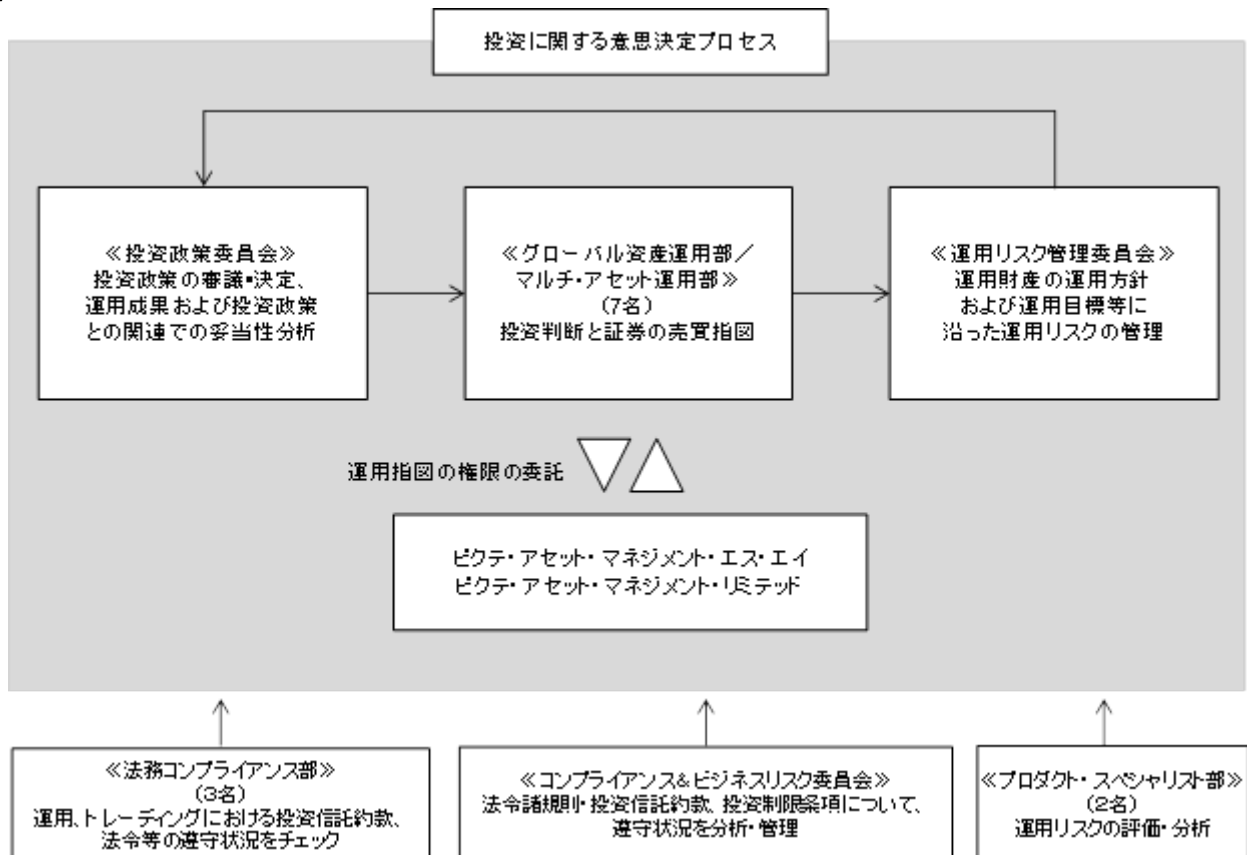 投資に関する意思決定プロセス
≪投資政策委員会≫
投資政策の審議・決定、
運用成果および投資政策
との関連での妥当性分析
≪グローバル資産運用部／
マルチ・アセット運用部≫
(7名)
投資判断と証券の売買指図
≪運用リスク管理委員会≫
運用財産の運用方針
および運用目標等に
沿った運用リスクの管理
運用指図の権限の委託
ピクテ・アセット・マネジメント・エス・エイ
ピクテ・アセット・マネジメント・リミテッド
≪法務コンプライアンス部≫
(3名)
運用、トレーディングにおける投資信託約款、
法令等の遵守状況をチェック
≪コンプライアンス&ビジネスリスク委員会≫
法令諸規則・投資信託約款、投資制限条項について、
遵守状況を分析・管理
≪プロダクト・スペシャリスト部≫
(2名)
運用リスクの評価・分析